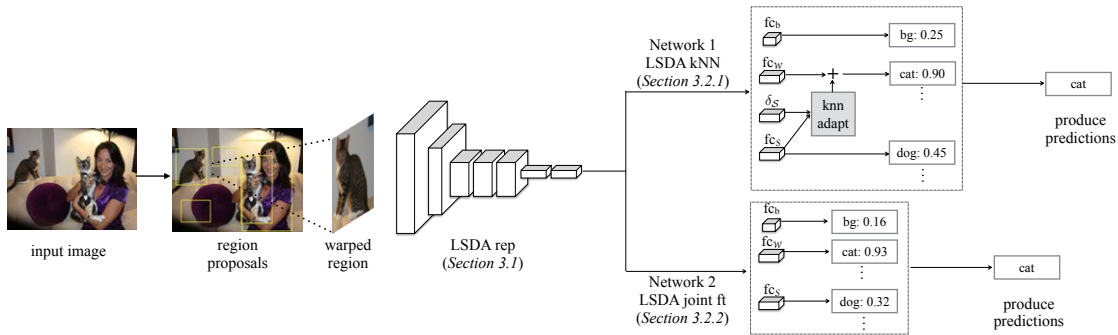 input image
region
proposals
warped
region
LSDA rep
(Section 3.1)
Network 1
LSDA kNN
(Section 3.2.1)
fc_b
bg: 0.25
fc_W
+
cat: 0.90
⋮
δ_S
knn
adapt
fc_S
dog: 0.45
⋮
cat
produce
predictions
Network 2
LSDA joint ft
(Section 3.2.2)
fc_b
bg: 0.16
fc_W
cat: 0.93
⋮
fc_S
dog: 0.32
⋮
cat
produce
predictions